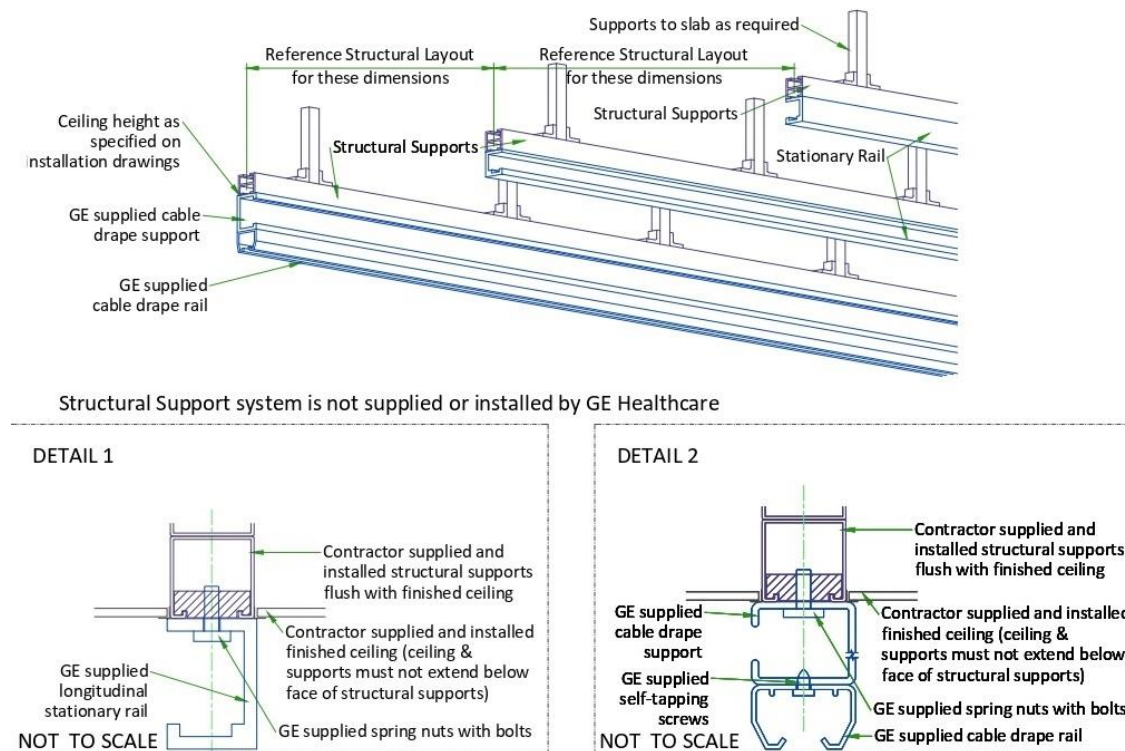 Supports to slab as required
Reference Structural Layout
for these dimensions
Reference Structural Layout
for these dimensions
Structural Supports
Ceiling height as
specified on
installation drawings
Structural Supports
Stationary Rail
GE supplied cable
drape support
GE supplied
cable drape rail
Structural Support system is not supplied or installed by GE Healthcare
DETAIL 1
Contractor supplied and
installed structural supports
flush with finished ceiling
Contractor supplied and installed
finished ceiling (ceiling &
supports must not extend below
face of structural supports)
GE supplied
longitudinal
stationary rail
GE supplied spring nuts with bolts
NOT TO SCALE
DETAIL 2
Contractor supplied and
installed structural supports
flush with finished ceiling
GE supplied
cable drape
support
Contractor supplied and installed
finished ceiling (ceiling &
supports must not extend below
face of structural supports)
GE supplied
self-tapping
screws
GE supplied spring nuts with bolts
GE supplied cable drape rail
NOT TO SCALE